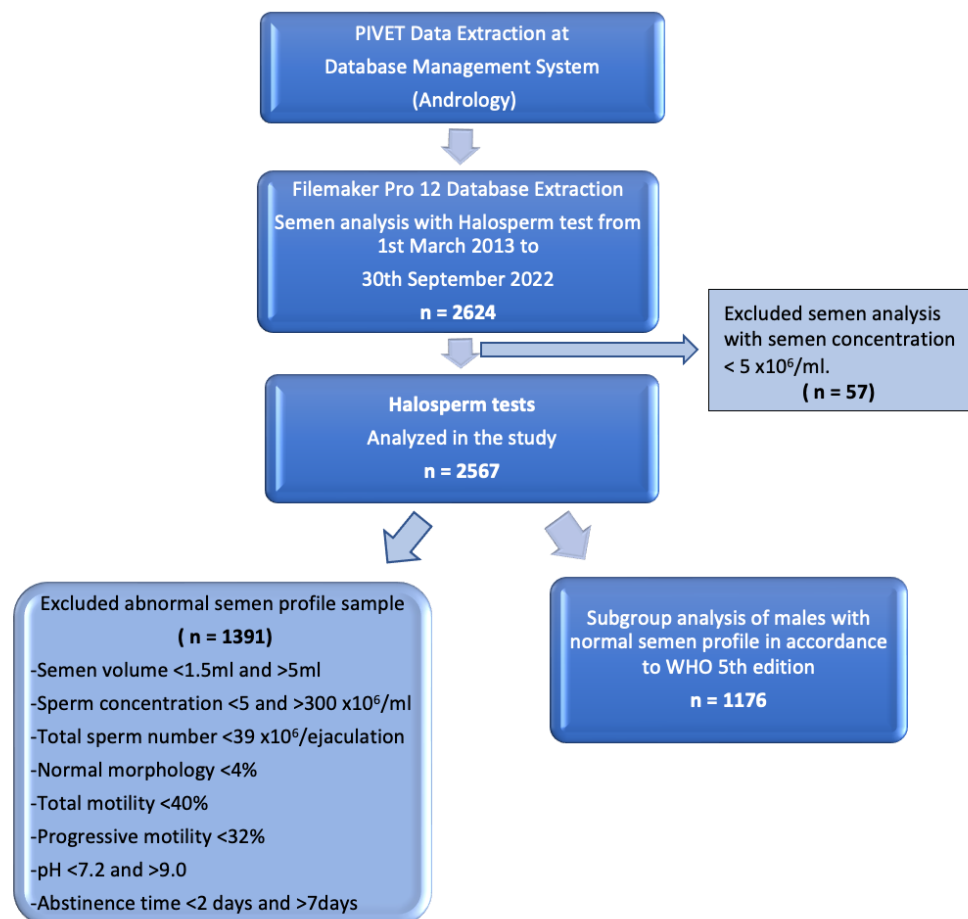 PIVET Data Extraction at
Database Management System
(Andrology)
Filemaker Pro 12 Database Extraction
Semen analysis with Halosperm test from
1st March 2013 to
30th September 2022
n = 2624
Excluded semen analysis
with semen concentration
< 5 x10⁶/ml.
( n = 57)
Halosperm tests
Analyzed in the study
n = 2567
Excluded abnormal semen profile sample
( n = 1391)
-Semen volume <1.5ml and >5ml
-Sperm concentration <5 and >300 x10⁶/ml
-Total sperm number <39 x10⁶/ejaculation
-Normal morphology <4%
-Total motility <40%
-Progressive motility <32%
-pH <7.2 and >9.0
-Abstinence time <2 days and >7days
Subgroup analysis of males with
normal semen profile in accordance
to WHO 5th edition
n = 1176